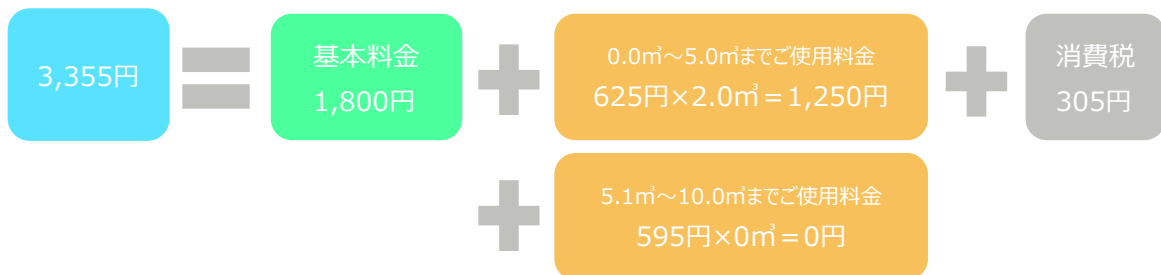 3,355円
基本料金
1,800円
0.0㎥～5.0㎥までご使用料金
625円×2.0㎥＝1,250円
消費税
305円
5.1㎥～10.0㎥までご使用料金
595円×0㎥＝0円